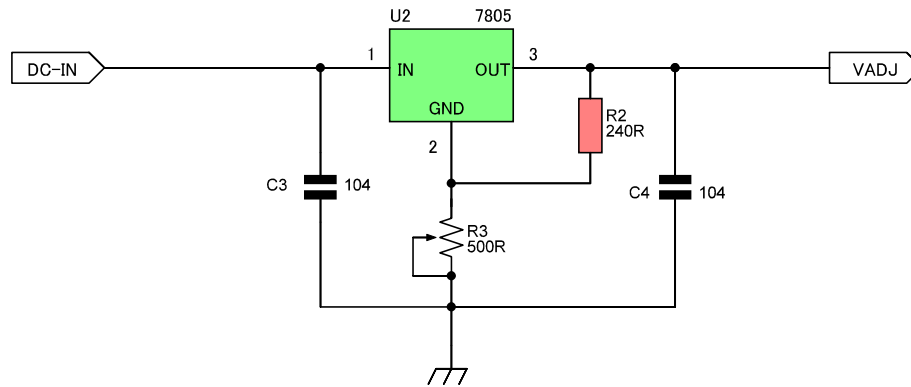 U2 7805
DC-IN
1
IN
OUT
3
VADJ
GND
2
R2
240R
C3 104
C4 104
R3
500R